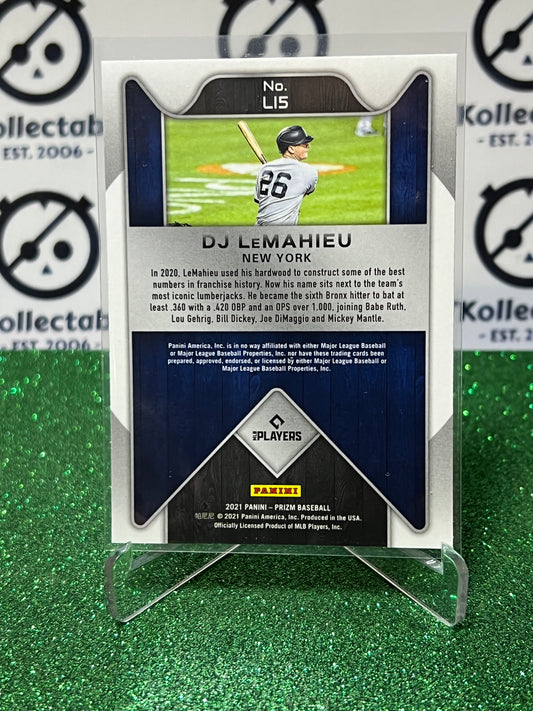 Kollectab
ollectab
- EST. 2006 -
EST. 2006 -
No.
L15
26
DJ LeMAHIEU
NEW YORK
In 2020, LeMahieu used his hardwood to construct some of the best
numbers in franchise history. Now his name sits next to the team's
most iconic lumberjacks. He became the sixth Bronx hitter to bat at
least .360 with a .420 OBP and an OPS over 1.000, joining Babe Ruth,
Lou Gehrig, Bill Dickey, Joe DiMaggio and Mickey Mantle.
Panini America, Inc. is in no way affiliated with either Major League Baseball
or Major League Baseball Properties, Inc. nor have these trading cards been
prepared, approved, endorsed, or licensed by either Major League Baseball or
Major League Baseball Properties, Inc.
MLB PLAYERS
PANINI
2021 PANINI – PRIZM BASEBALL
帕尼尼 © 2021 Panini America, Inc. Produced in the USA.
Officially Licensed Product of MLB Players, Inc.